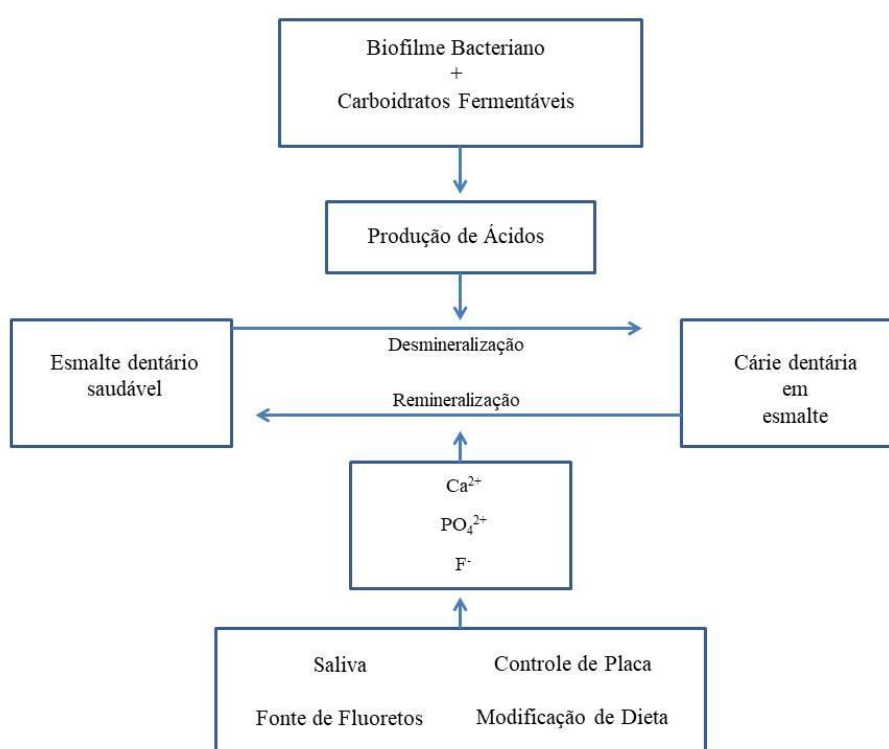 Biofilme Bacteriano
+
Carboidratos Fermentáveis
Produção de Ácidos
Esmalte dentário
saudável
Desmineralização
Remineralização
Cárie dentária
em
esmalte
Ca²⁺
PO₄²⁺
F⁻
Saliva
Controle de Placa
Fonte de Fluoretos
Modificação de Dieta